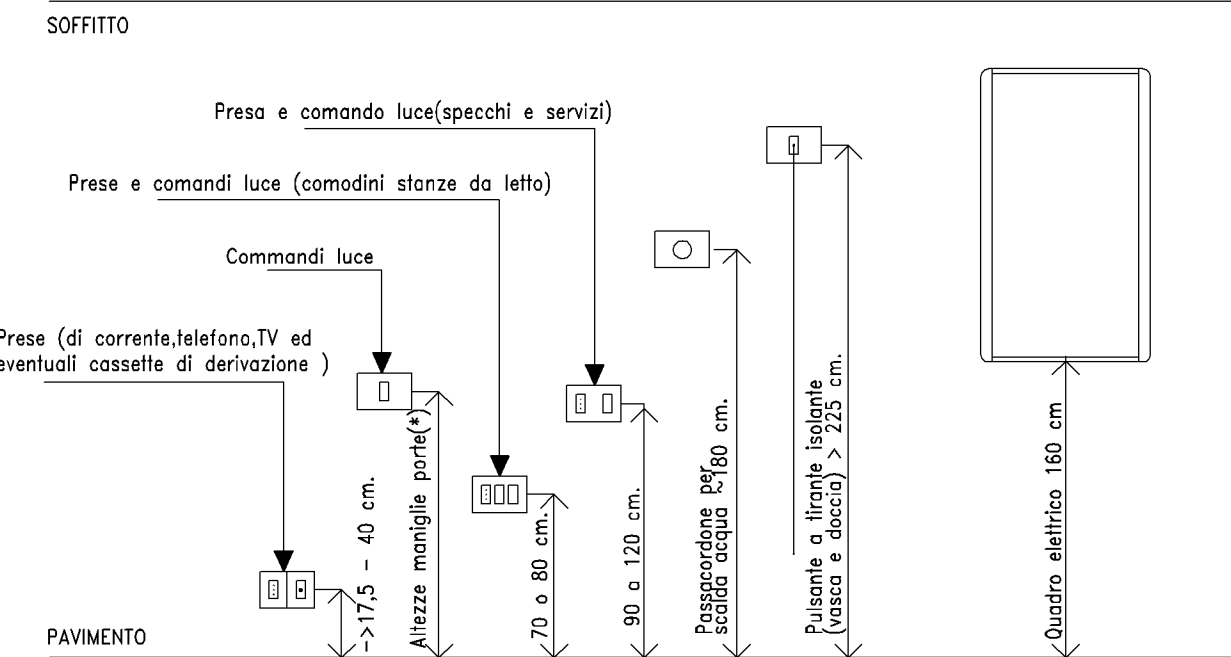 SOFFITTO
Presa e comando luce(specchi e servizi)
Prese e comandi luce (comodini stanze da letto)
Commandi luce
Prese (di corrente,telefono,TV ed
eventuali cassette di derivazione )
->17,5 - 40 cm.
Altezze maniglie porte(*)
70 o 80 cm.
90 a 120 cm.
Passacordone per
scalda acqua ~180 cm.
Pulsante a tirante isolante
(vasca e doccia) > 225 cm.
Quadro elettrico 160 cm
PAVIMENTO